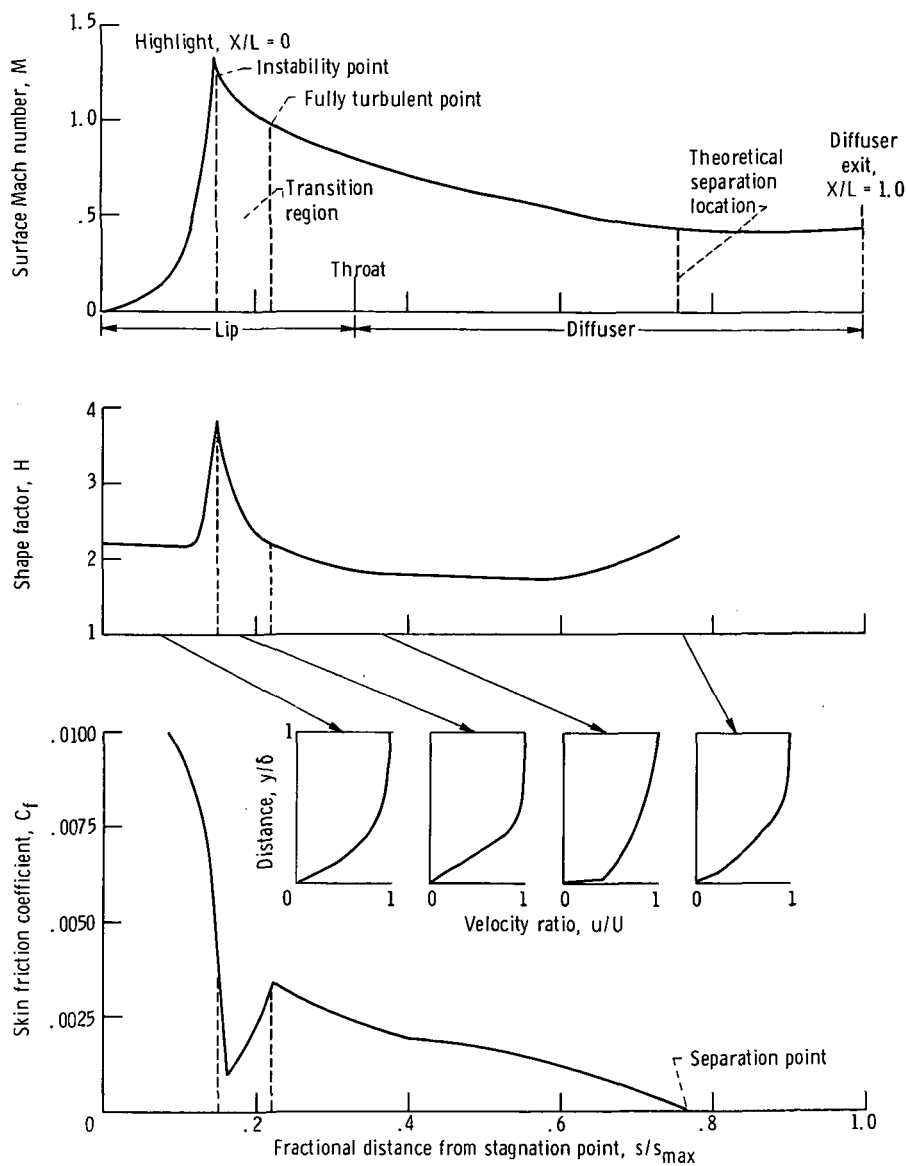 Highlight, X/L = 0
Instability point
Fully turbulent point
Transition
region
Theoretical
separation
location
Diffuser
exit,
X/L = 1.0
Throat
Surface Mach number, M
1.5
1.0
.5
0
Lip
Diffuser
Shape factor, H
4
3
2
1
Skin friction coefficient, Cf
.0100
.0075
.0050
.0025
0
Distance, y/δ
1
0 1
0 1
0 1
0 1
Velocity ratio, u/U
Separation point
.2 .4 .6 .8 1.0
Fractional distance from stagnation point, s/smax